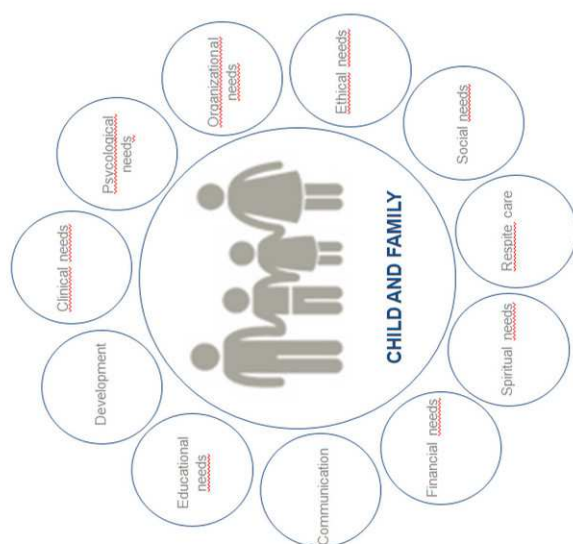 Clinical needs
Psycological
needs
Organizational
needs
Ethical needs
Social needs
Respite care
Spiritual needs
Financial needs
Communication
Educational
needs
Development
CHILD AND FAMILY